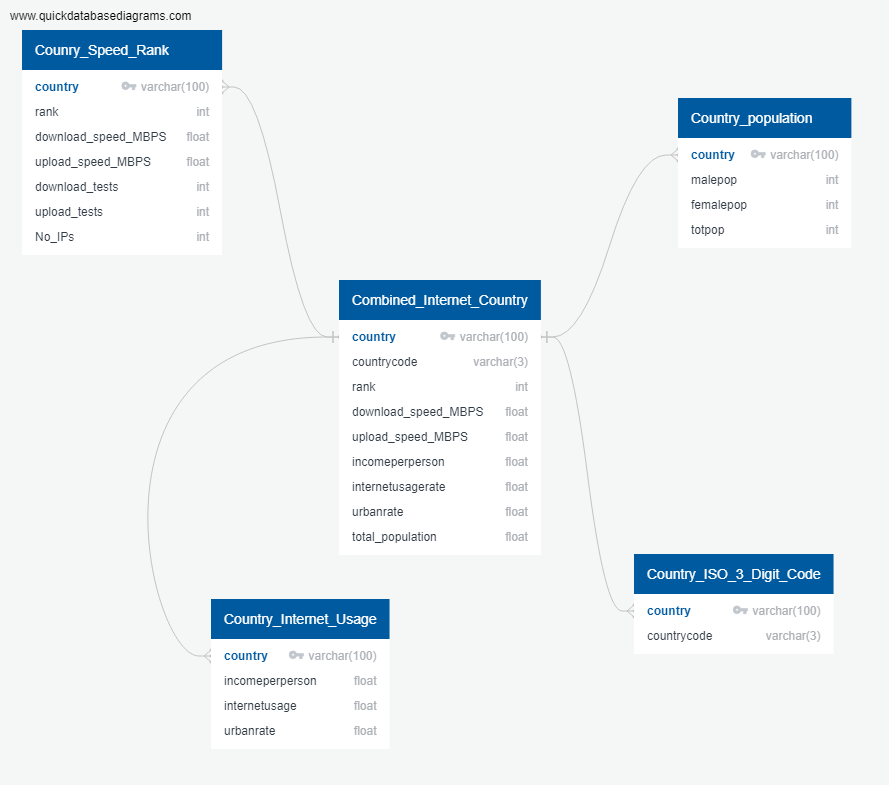 www.quickdatabasediagrams.com
Counry_Speed_Rank
country varchar(100)
rank int
download_speed_MBPS float
upload_speed_MBPS float
download_tests int
upload_tests int
No_IPs int
Country_population
country varchar(100)
malepop int
femalepop int
totpop int
Combined_Internet_Country
country varchar(100)
countrycode varchar(3)
rank int
download_speed_MBPS float
upload_speed_MBPS float
incomeperperson float
internetusagerate float
urbanrate float
total_population float
Country_ISO_3_Digit_Code
country varchar(100)
countrycode varchar(3)
Country_Internet_Usage
country varchar(100)
incomeperperson float
internetusage float
urbanrate float